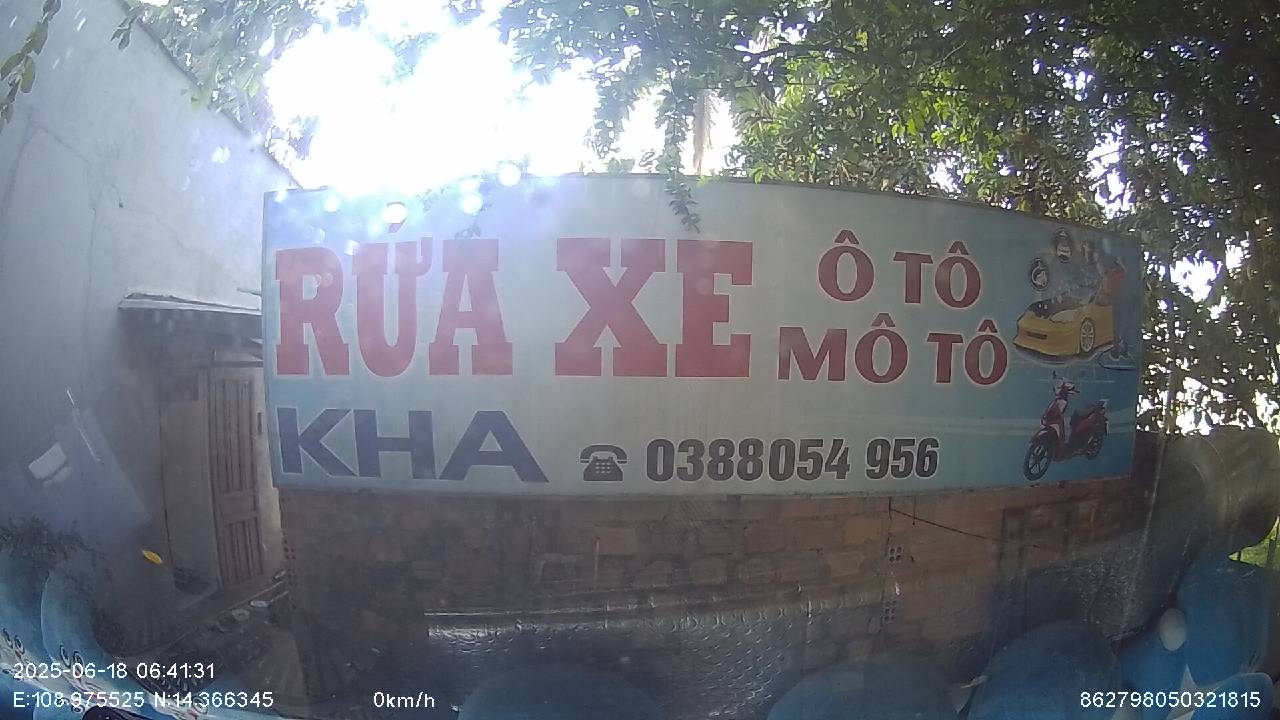 RỬA XE
Ô TÔ
MÔ TÔ
KHA
☎ 0388054 956
2025-06-18 06:41:31
E:108.975525 N:14.366345
0km/h
862798050321815